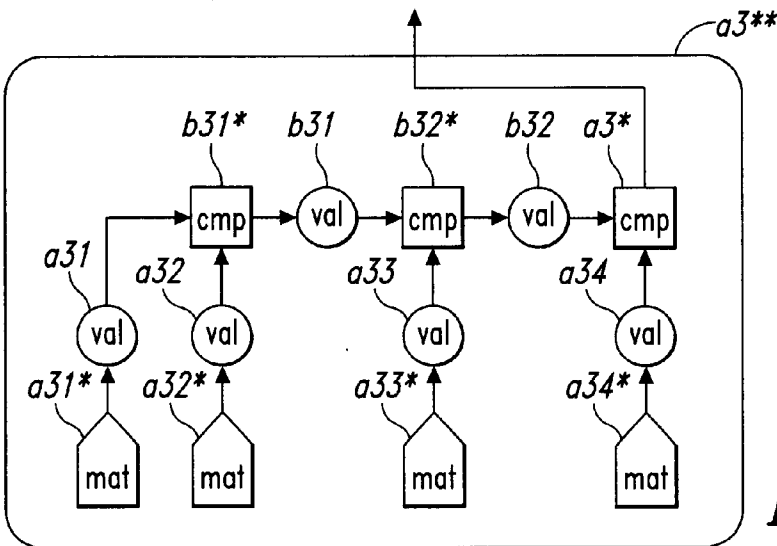 a3**
b31* b31 b32* b32 a3*
cmp val cmp val cmp
a31 a32 a33 a34
val val val val
a31* a32* a33* a34*
mat mat mat mat